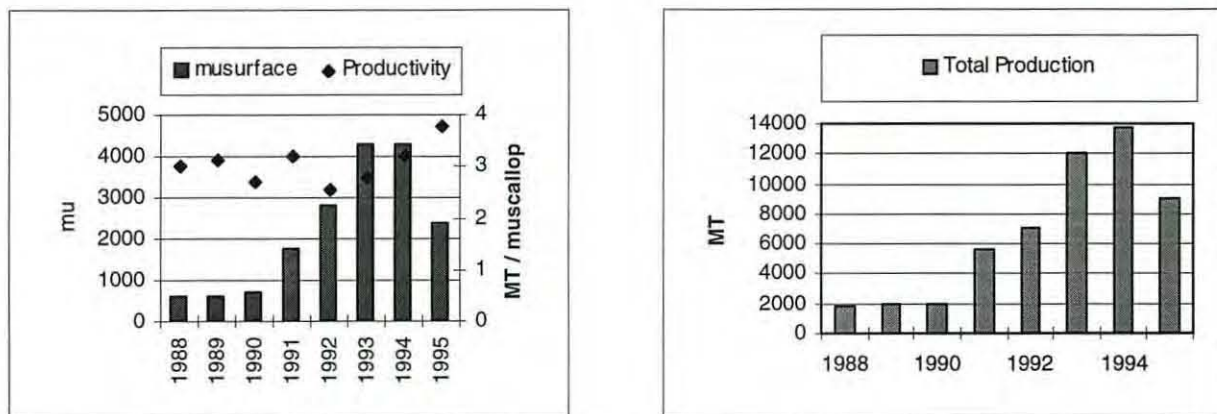 musurface Productivity
5000
4000
3000
2000
1000
0
mu
4
3
2
1
0
MT / muscallop
1988 1989 1990 1991 1992 1993 1994 1995
Total Production
14000
12000
10000
8000
6000
4000
2000
0
MT
1988 1990 1992 1994